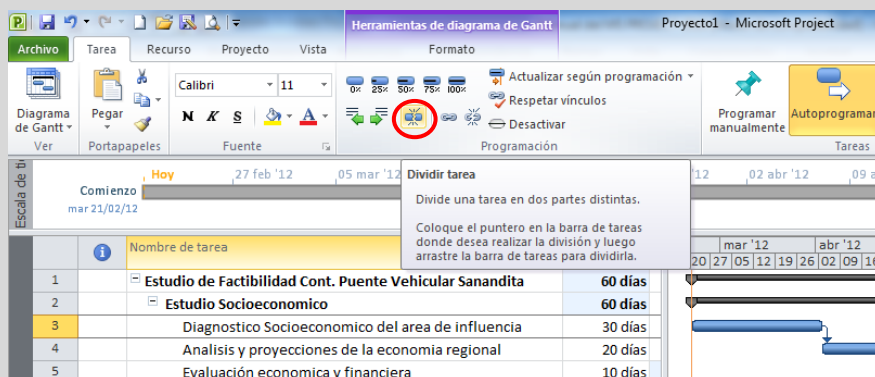 Herramientas de diagrama de Gantt
Proyecto1 - Microsoft Project
Archivo Tarea Recurso Proyecto Vista Formato
Calibri 11
0% 25% 50% 75% 100%
Actualizar según programación
Respetar vínculos
Desactivar
N K S A
Diagrama
de Gantt
Pegar
Programar
manualmente
Autoprogramar
Ver Portapapeles Fuente Programación Tareas
Escala de
Hoy 27 feb '12 05 mar '12 '12 02 abr '12 09
Comienzo
mar 21/02/12
Dividir tarea
Divide una tarea en dos partes distintas.
Coloque el puntero en la barra de tareas
donde desea realizar la división y luego
arrastre la barra de tareas para dividirla.
Nombre de tarea
mar '12 abr '12
20 27 05 12 19 26 02 09 16
1 Estudio de Factibilidad Cont. Puente Vehicular Sanandita 60 días
2 Estudio Socioeconomico 60 días
3 Diagnostico Socioeconomico del area de influencia 30 días
4 Analisis y proyecciones de la economia regional 20 días
5 Evaluación economica y financiera 10 días